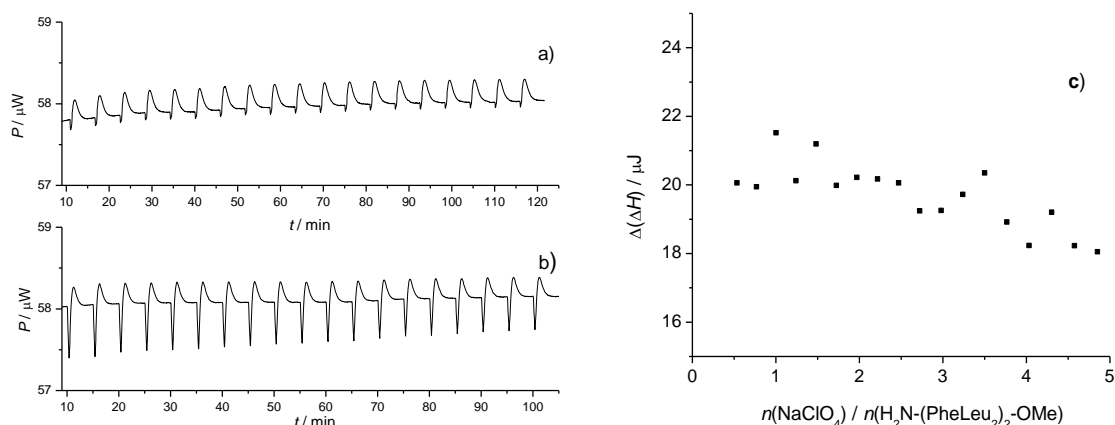 a)
59
58
57
P / μW
10 20 30 40 50 60 70 80 90 100 110 120
t / min
b)
59
58
57
P / μW
10 20 30 40 50 60 70 80 90 100
t / min
c)
24
22
20
18
16
Δ(ΔH) / μJ
0 1 2 3 4 5
n(NaClO₄) / n(H₂N-(PheLeu₂)₂-OMe)